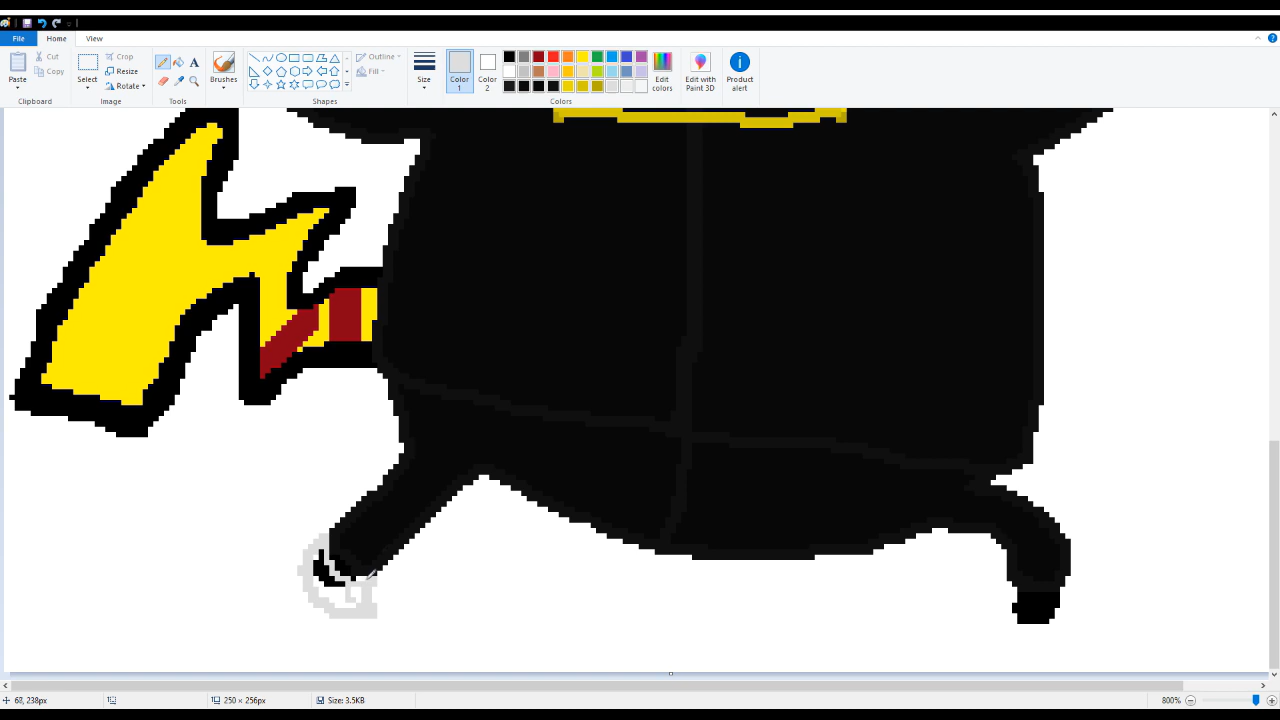 File Home View
Paste Cut Copy Clipboard
Select Crop Resize Rotate Image
A Tools
Brushes
Outline Fill Shapes
Size
Color 1 Color 2
Edit colors Colors
Edit with Paint 3D
Product alert
68, 238px 250 × 256px Size: 3.5KB 800%